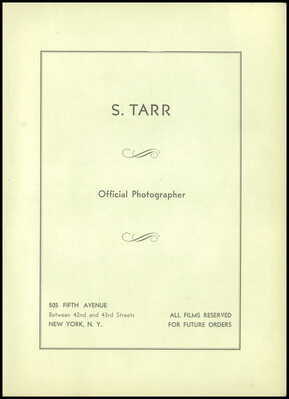 S. TARR
Official Photographer
505 FIFTH AVENUE
Between 42nd and 43rd Streets
NEW YORK, N. Y.
ALL FILMS RESERVED
FOR FUTURE ORDERS